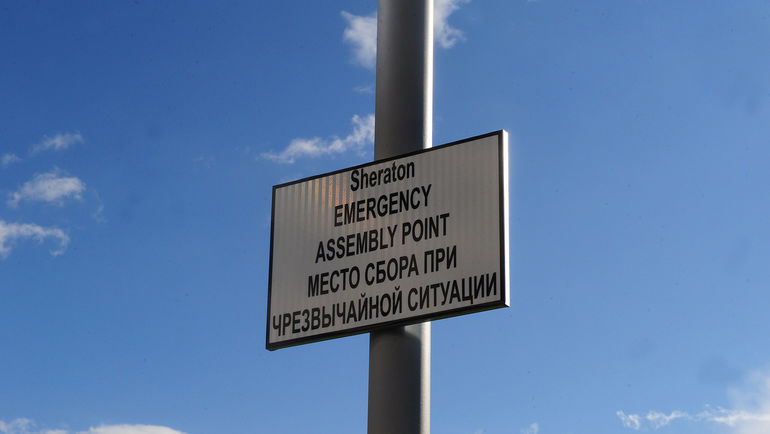 Sheraton
EMERGENCY
ASSEMBLY POINT
МЕСТО СБОРА ПРИ
ЧРЕЗВЫЧАЙНОЙ СИТУАЦИИ